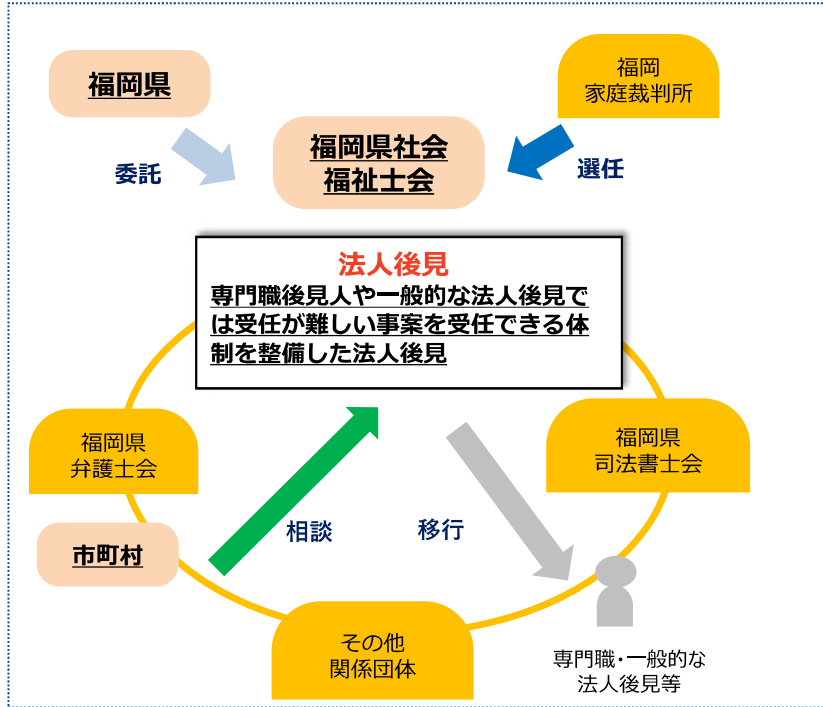 福岡県
福岡
家庭裁判所
委託
福岡県社会
福祉士会
選任
法人後見
専門職後見人や一般的な法人後見で
は受任が難しい事案を受任できる体
制を整備した法人後見
福岡県
弁護士会
福岡県
司法書士会
市町村
相談
移行
その他
関係団体
専門職・一般的な
法人後見等